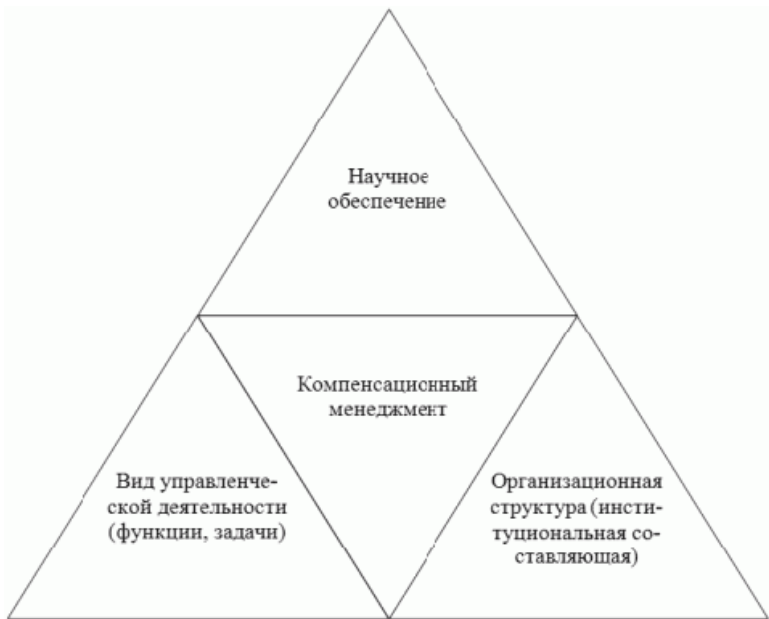 Научное
обеспечение
Компенсационный
менеджмент
Вид управленче-
ской деятельности
(функции, задачи)
Организационная
структура (инсти-
туциональная со-
ставляющая)